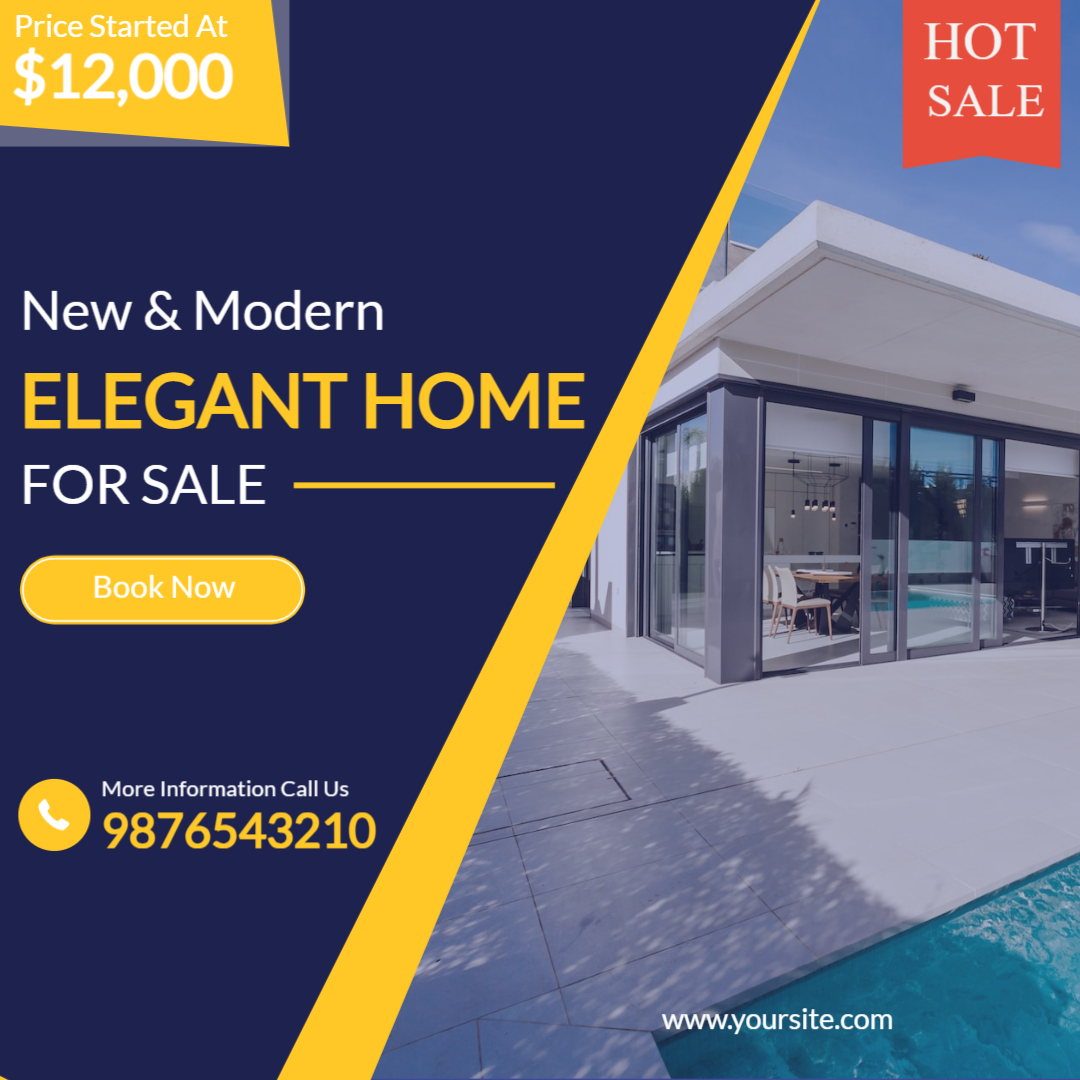 Price Started At
$12,000
HOT
SALE
New & Modern
ELEGANT HOME
FOR SALE
Book Now
More Information Call Us
9876543210
www.yoursite.com